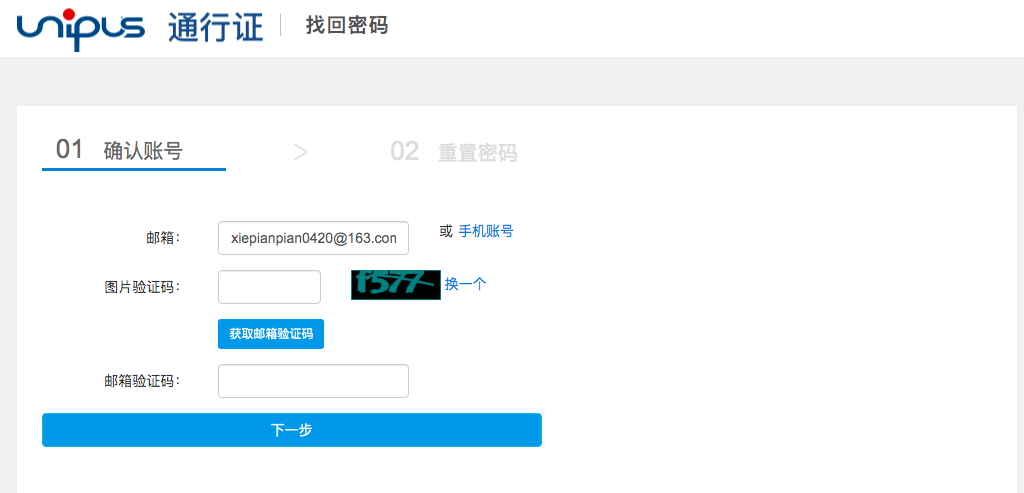 unipus 通行证 找回密码
01 确认账号 > 02 重置密码
邮箱： xiepianpian0420@163.com 或 手机账号
图片验证码： f577 换一个
获取邮箱验证码
邮箱验证码：
下一步